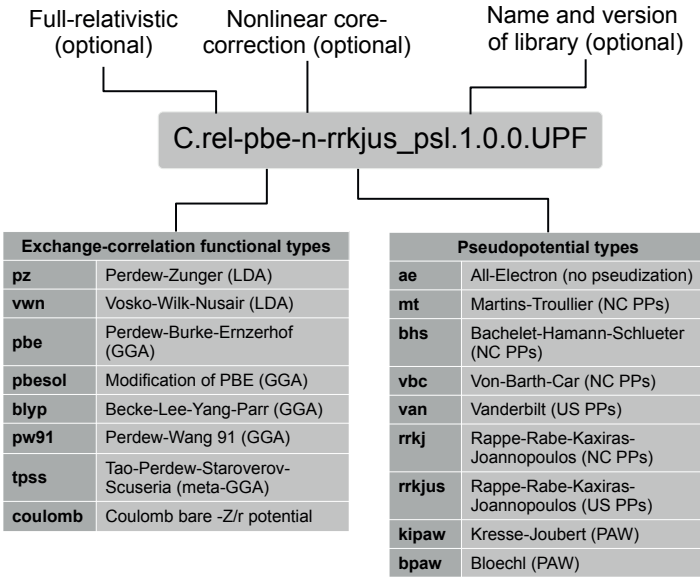 Full-relativistic
(optional)
Nonlinear core-
correction (optional)
Name and version
of library (optional)
C.rel-pbe-n-rrkjus_psl.1.0.0.UPF
Exchange-correlation functional types
pz Perdew-Zunger (LDA)
vwn Vosko-Wilk-Nusair (LDA)
pbe Perdew-Burke-Ernzerhof
(GGA)
pbesol Modification of PBE (GGA)
blyp Becke-Lee-Yang-Parr (GGA)
pw91 Perdew-Wang 91 (GGA)
tpss Tao-Perdew-Staroverov-
Scuseria (meta-GGA)
coulomb Coulomb bare -Z/r potential
Pseudopotential types
ae All-Electron (no pseudization)
mt Martins-Troullier (NC PPs)
bhs Bachelet-Hamann-Schlueter
(NC PPs)
vbc Von-Barth-Car (NC PPs)
van Vanderbilt (US PPs)
rrkj Rappe-Rabe-Kaxiras-
Joannopoulos (NC PPs)
rrkjus Rappe-Rabe-Kaxiras-
Joannopoulos (US PPs)
kipaw Kresse-Joubert (PAW)
bpaw Bloechl (PAW)